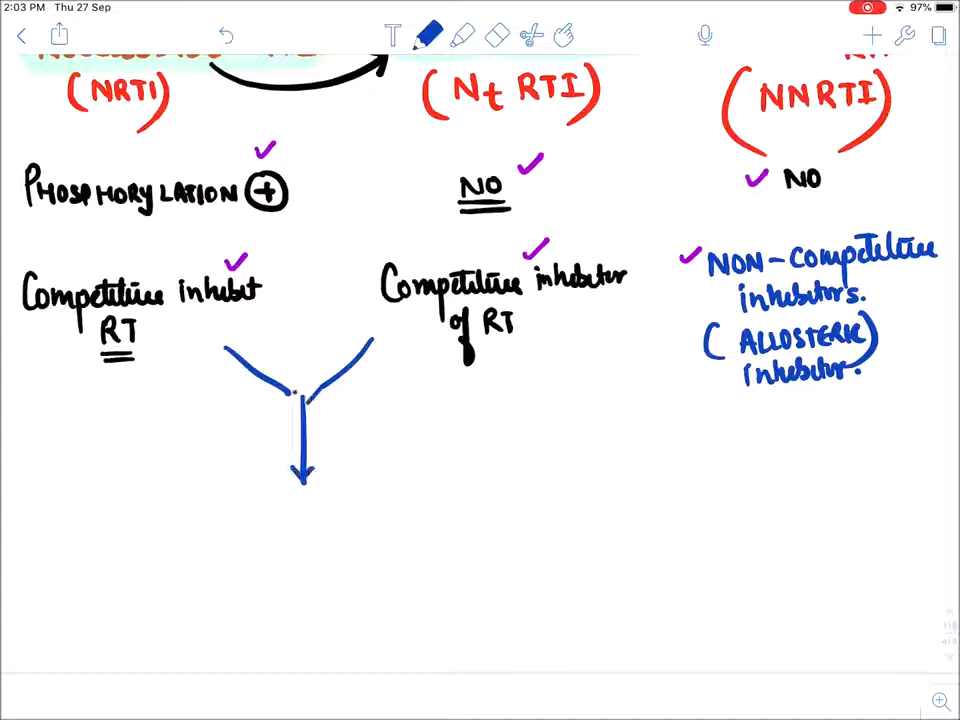 2:03 PM Thu 27 Sep
97%
T
(NRTI)
(Nt RTI)
(NNRTI)
PHOSPHORYLATION +
NO
NO
Competitive inhibit
RT
Competitive inhibitor
of RT
NON-Competitive
inhibitors.
(ALLOSTERIC)
inhibitor.